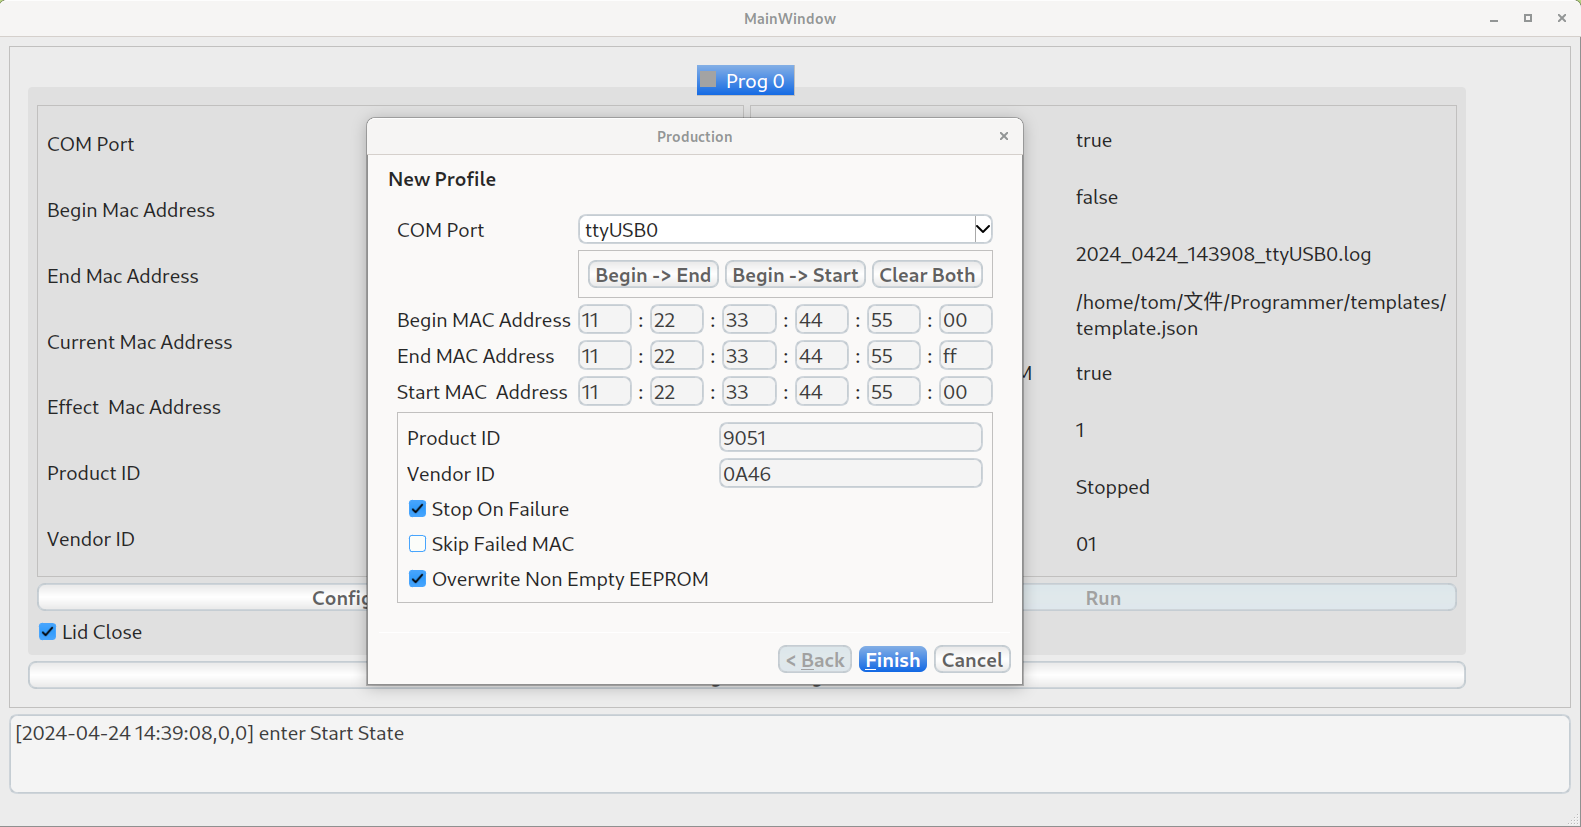 MainWindow
Prog 0
COM Port
Begin Mac Address
End Mac Address
Current Mac Address
Effect  Mac Address
Product ID
Vendor ID
Lid Close
Production
New Profile
COM Port
ttyUSB0
Begin -> End
Begin -> Start
Clear Both
Begin MAC Address 11 : 22 : 33 : 44 : 55 : 00
End MAC Address 11 : 22 : 33 : 44 : 55 : ff
Start MAC  Address 11 : 22 : 33 : 44 : 55 : 00
Product ID 9051
Vendor ID 0A46
Stop On Failure
Skip Failed MAC
Overwrite Non Empty EEPROM
< Back
Finish
Cancel
true
false
2024_0424_143908_ttyUSB0.log
/home/tom/文件/Programmer/templates/
template.json
true
1
Stopped
01
Run
[2024-04-24 14:39:08,0,0] enter Start State